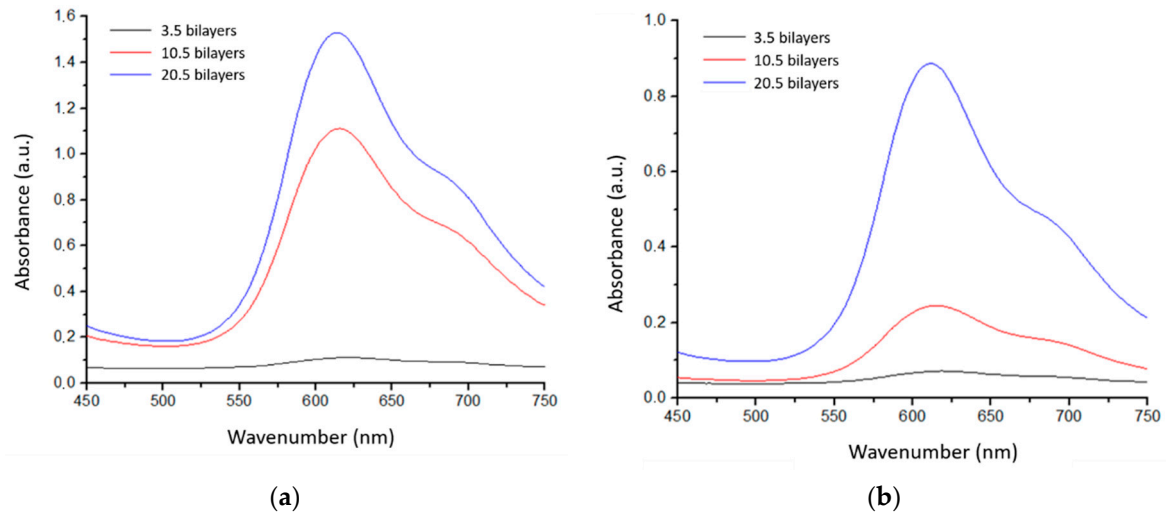 3.5 bilayers
10.5 bilayers
20.5 bilayers
Absorbance (a.u.)
1.6
1.4
1.2
1.0
0.8
0.6
0.4
0.2
0.0
450 500 550 600 650 700 750
Wavenumber (nm)
(a)
3.5 bilayers
10.5 bilayers
20.5 bilayers
Absorbance (a.u.)
1.0
0.8
0.6
0.4
0.2
0.0
450 500 550 600 650 700 750
Wavenumber (nm)
(b)